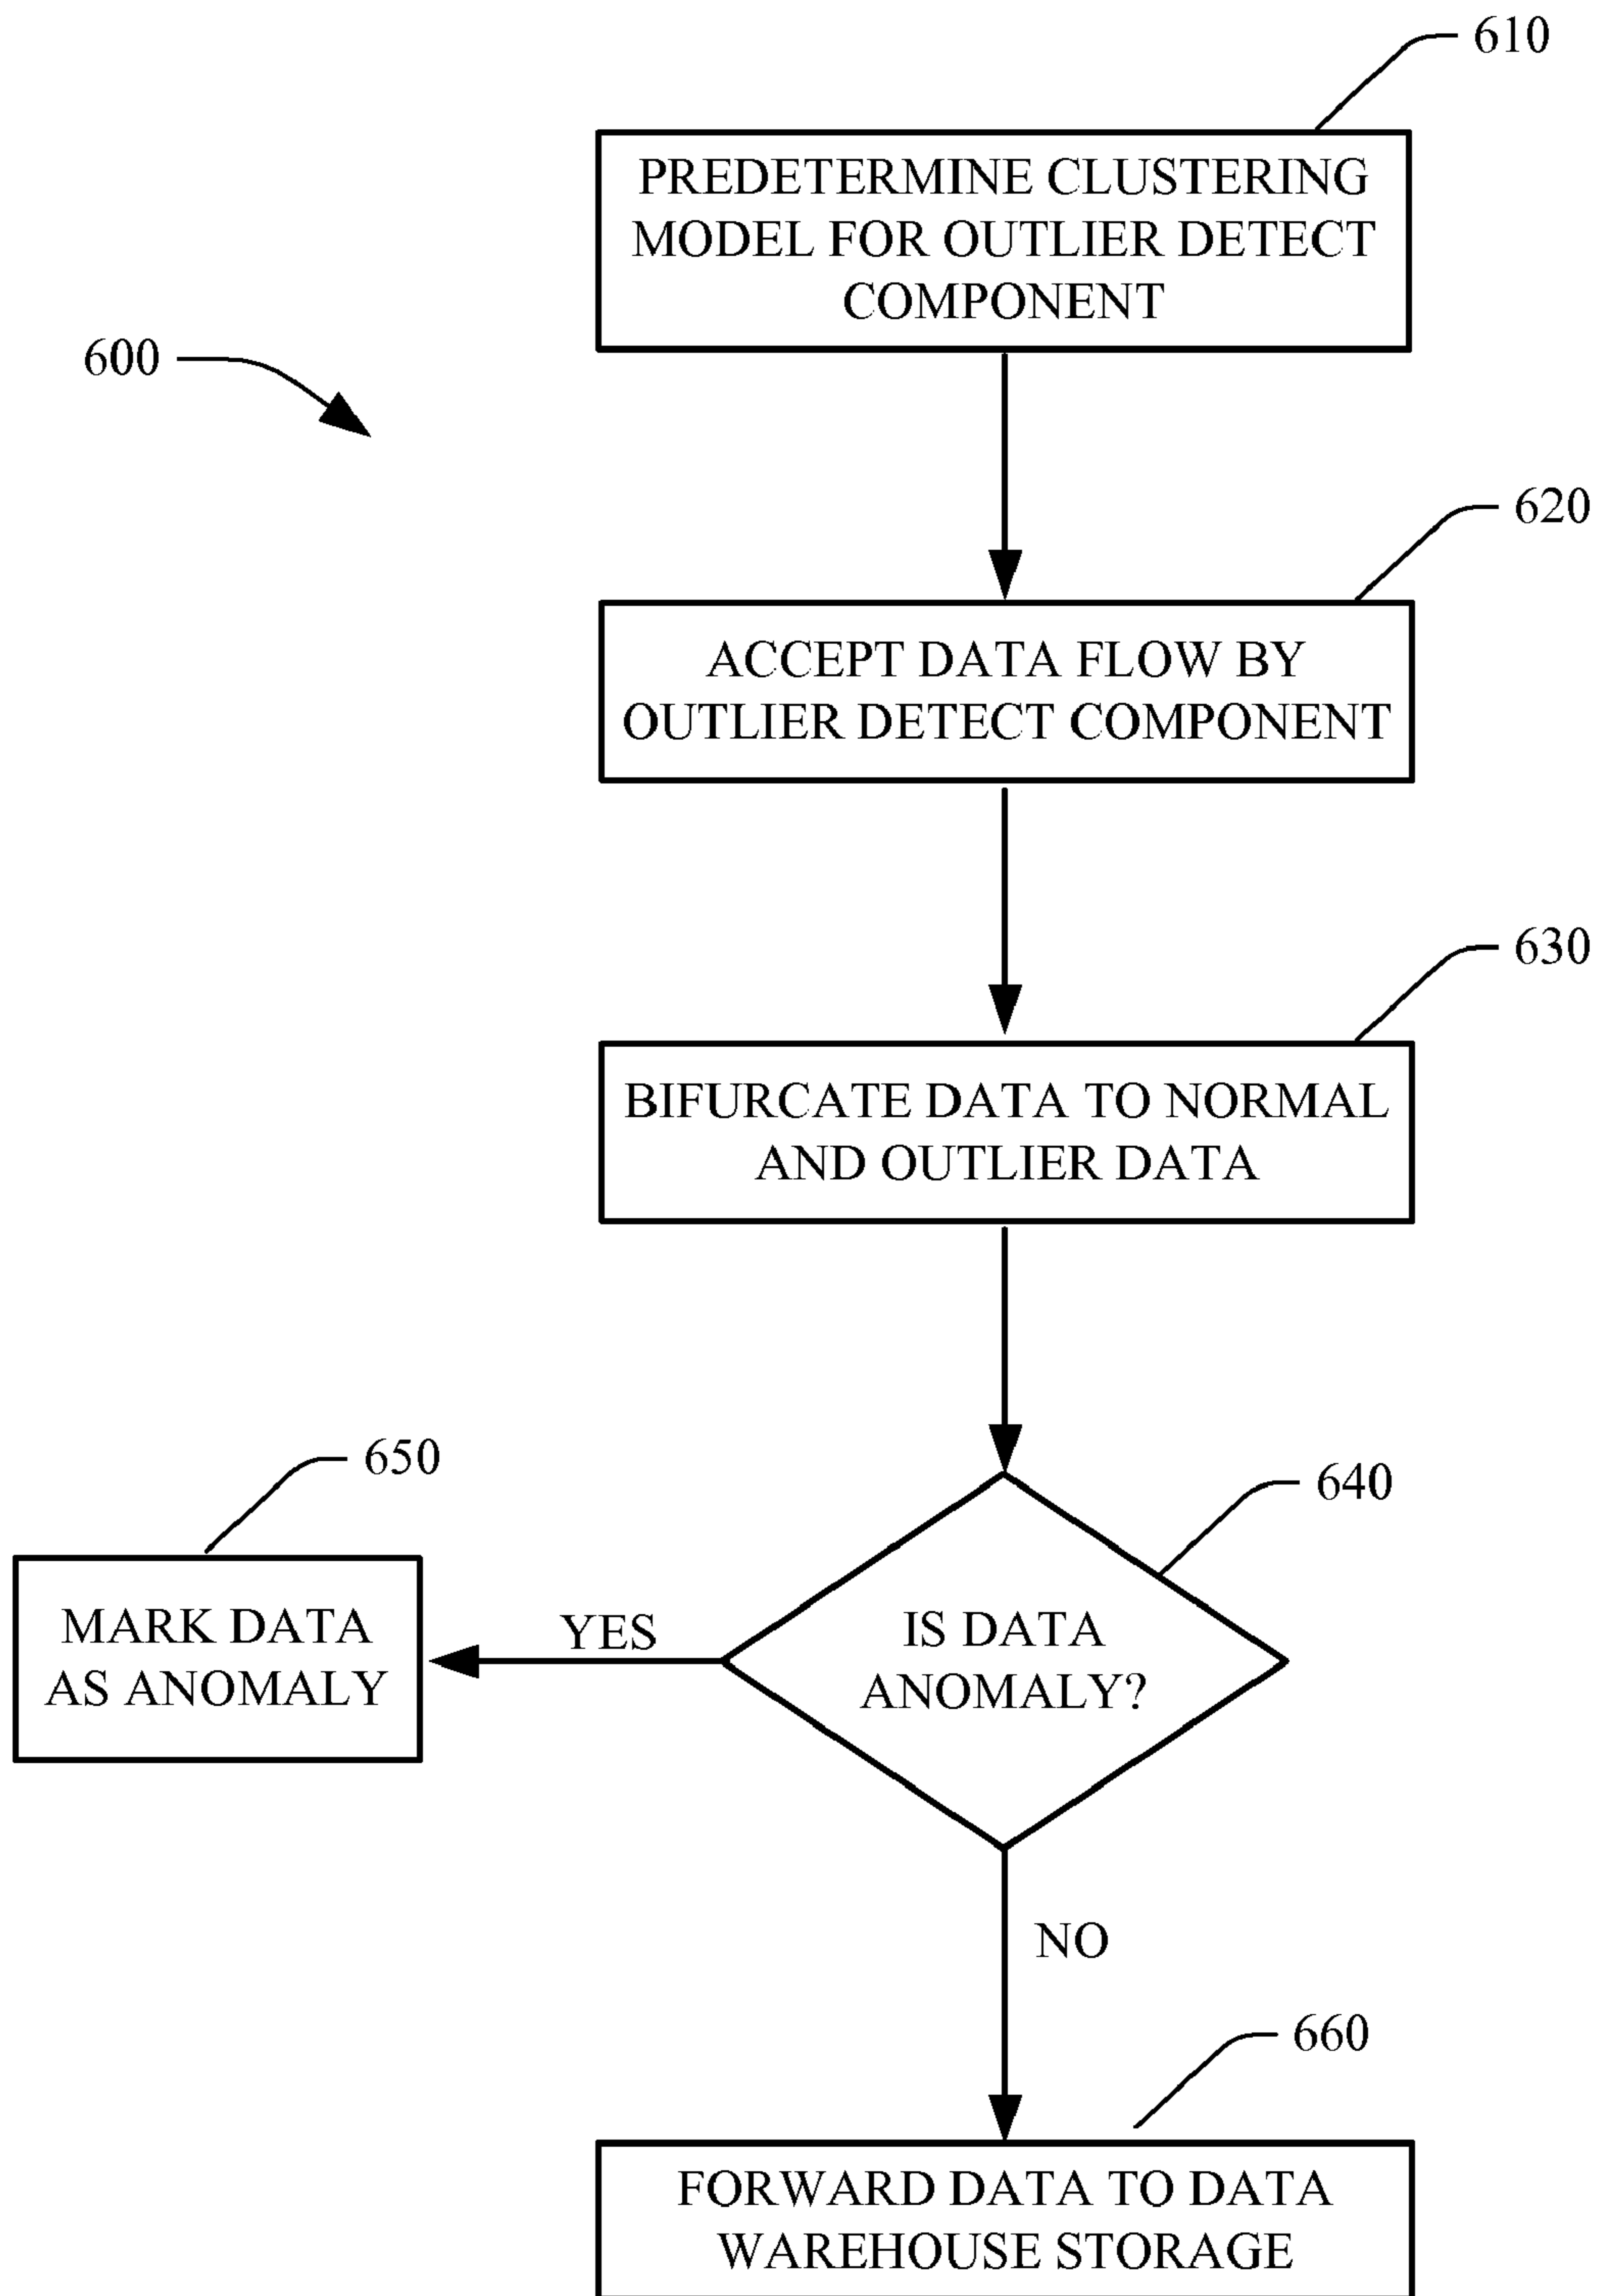 610
PREDETERMINE CLUSTERING
MODEL FOR OUTLIER DETECT
COMPONENT
600
620
ACCEPT DATA FLOW BY
OUTLIER DETECT COMPONENT
630
BIFURCATE DATA TO NORMAL
AND OUTLIER DATA
650
640
MARK DATA
AS ANOMALY
YES
IS DATA
ANOMALY?
NO
660
FORWARD DATA TO DATA
WAREHOUSE STORAGE